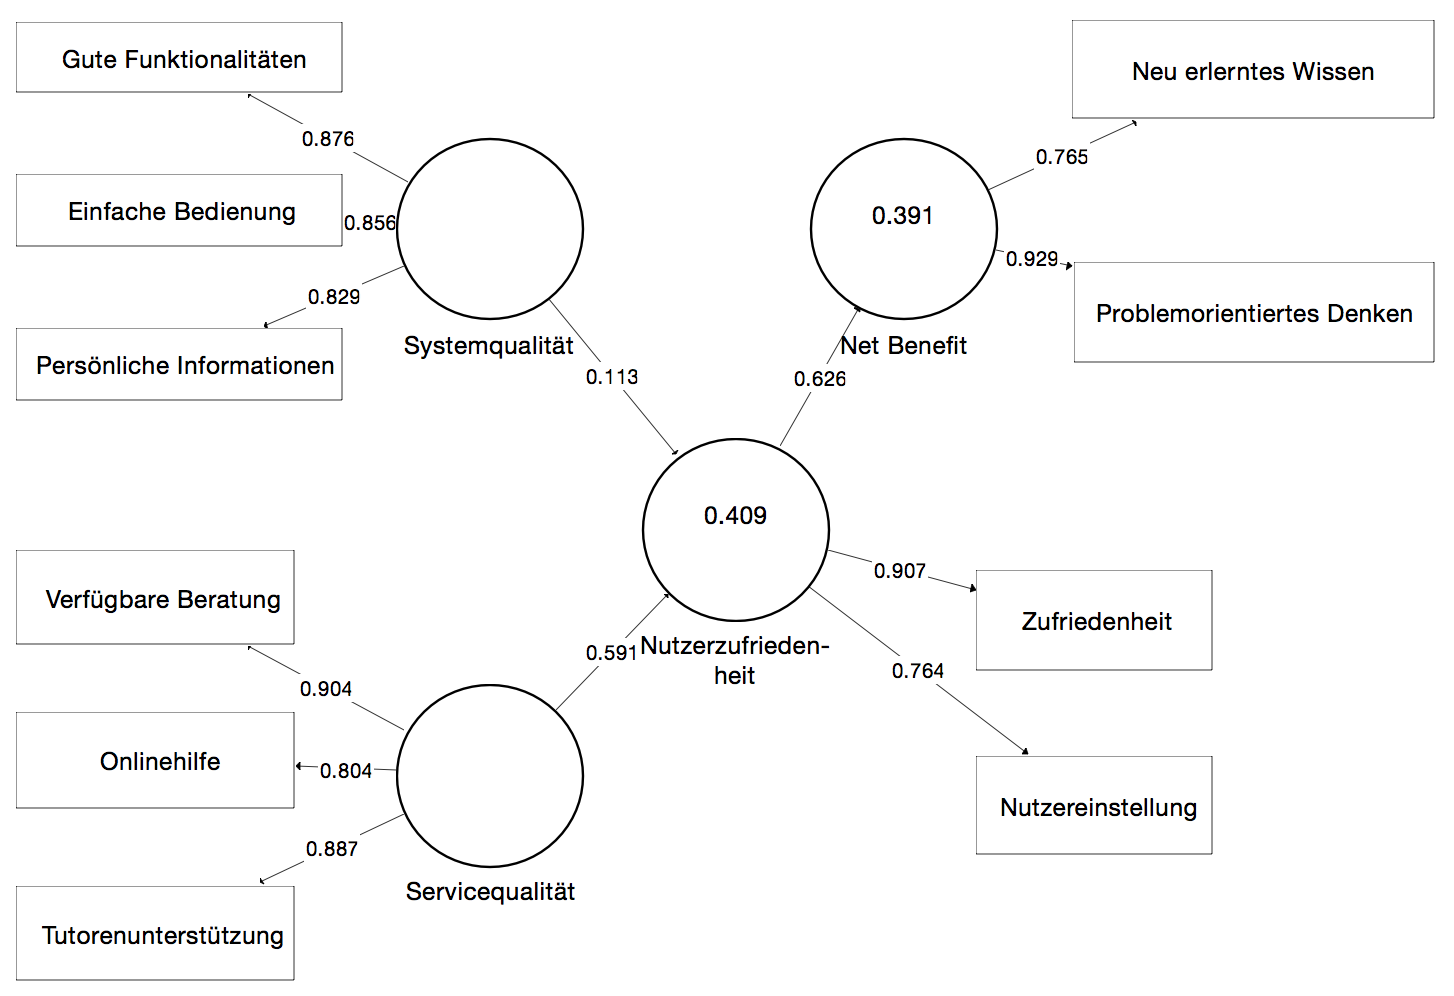 Gute Funktionalitäten
0.876
Einfache Bedienung
0.856
0.829
Persönliche Informationen
Systemqualität
0.113
Neu erlerntes Wissen
0.765
0.391
0.929
Problemorientiertes Denken
Net Benefit
0.626
0.409
Nutzerzufrieden-
heit
0.907
Zufriedenheit
0.764
Nutzereinstellung
0.591
Verfügbare Beratung
0.904
Onlinehilfe
0.804
0.887
Tutorenunterstützung
Servicequalität